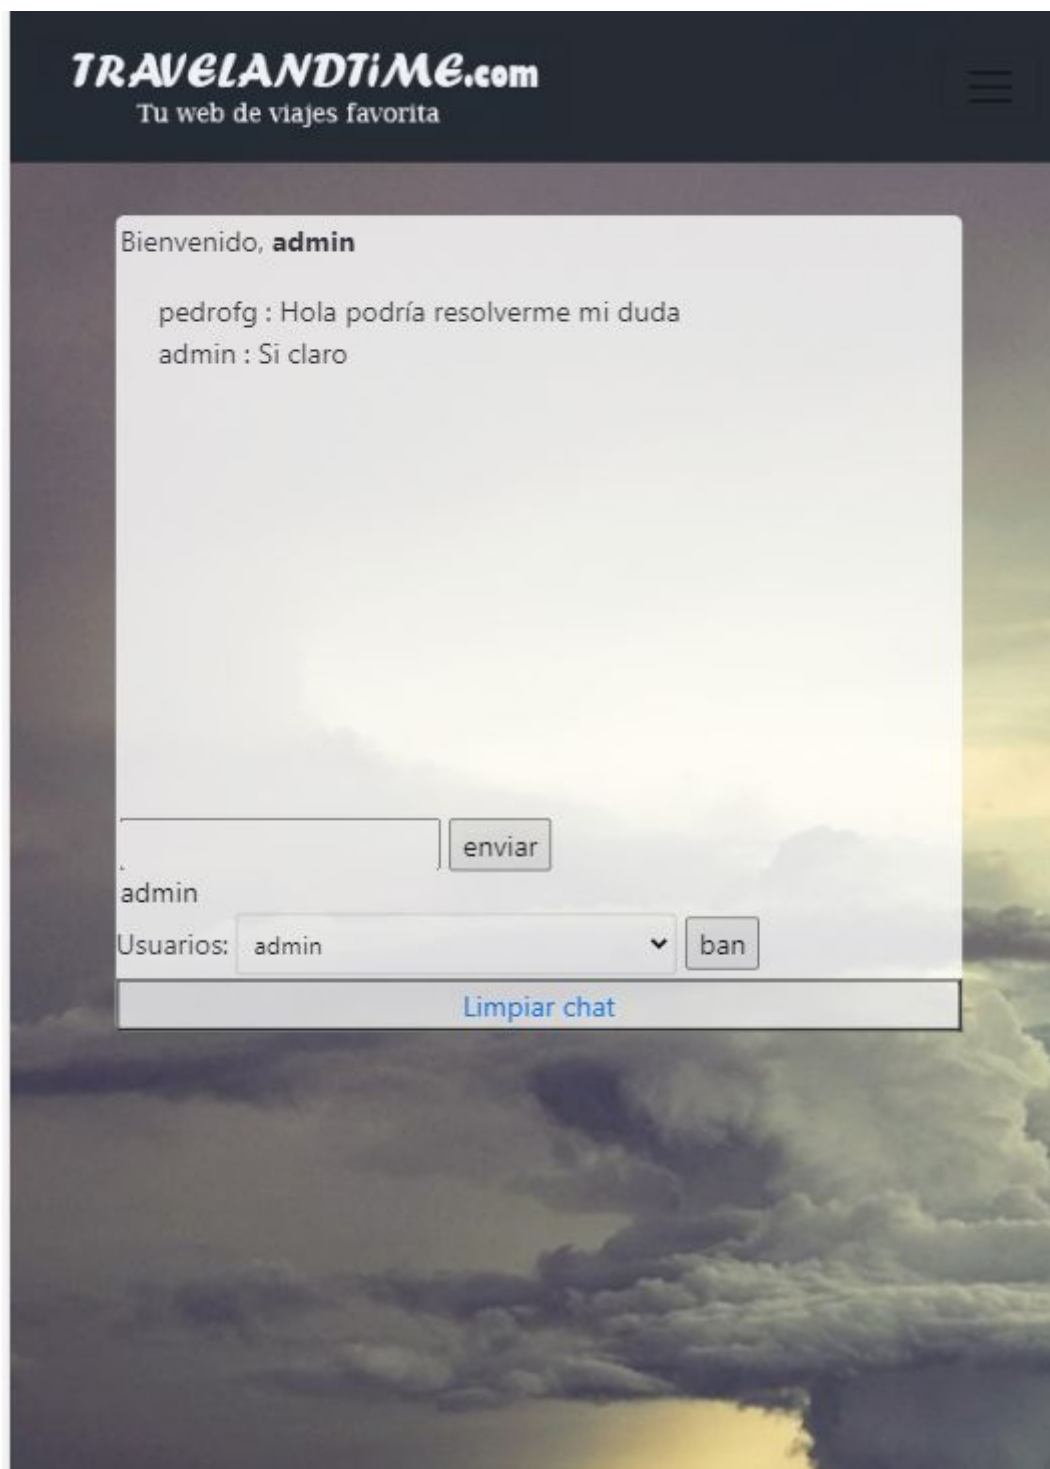 TRAVELANDTiME.com
Tu web de viajes favorita
Bienvenido, admin
pedrofg : Hola podría resolverme mi duda
admin : Si claro
enviar
admin
Usuarios: admin ban
Limpiar chat